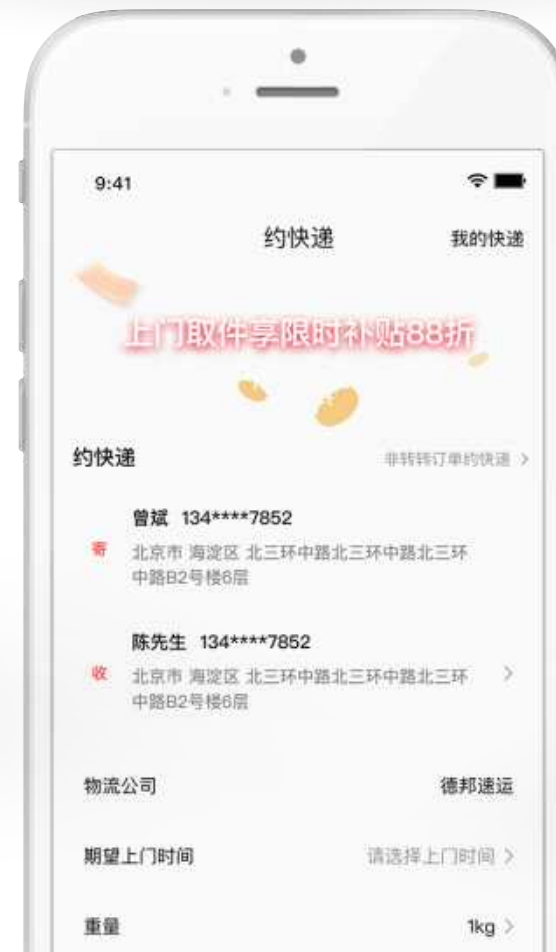 9:41
约快递
我的快递
上门取件享限时补贴88折
约快递
非转转订单约快递 >
曾斌 134****7852
寄
北京市 海淀区 北三环中路北三环中路北三环
中路B2号楼6层
陈先生 134****7852
收
北京市 海淀区 北三环中路北三环中路北三环
中路B2号楼6层
物流公司
德邦速运
期望上门时间
请选择上门时间 >
重量
1kg >